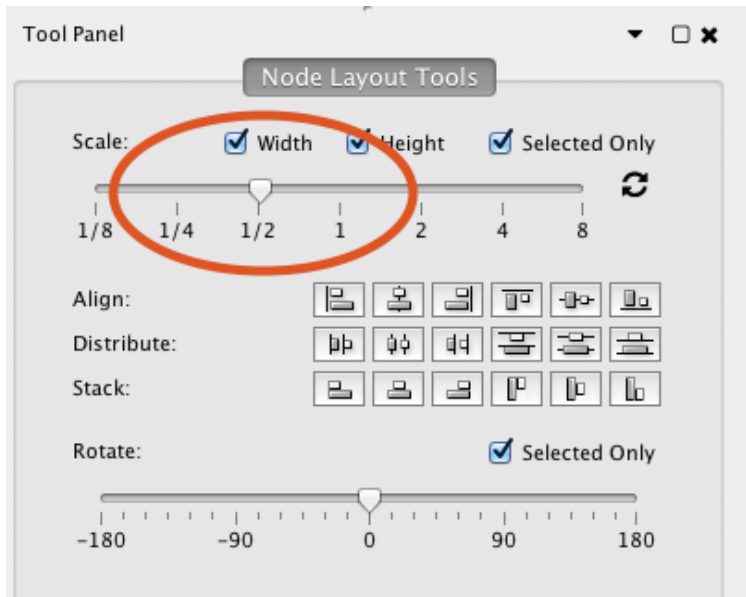 Tool Panel
Node Layout Tools
Scale: Width Height Selected Only
1/8 1/4 1/2 1 2 4 8
Align:
Distribute:
Stack:
Rotate: Selected Only
-180 -90 0 90 180